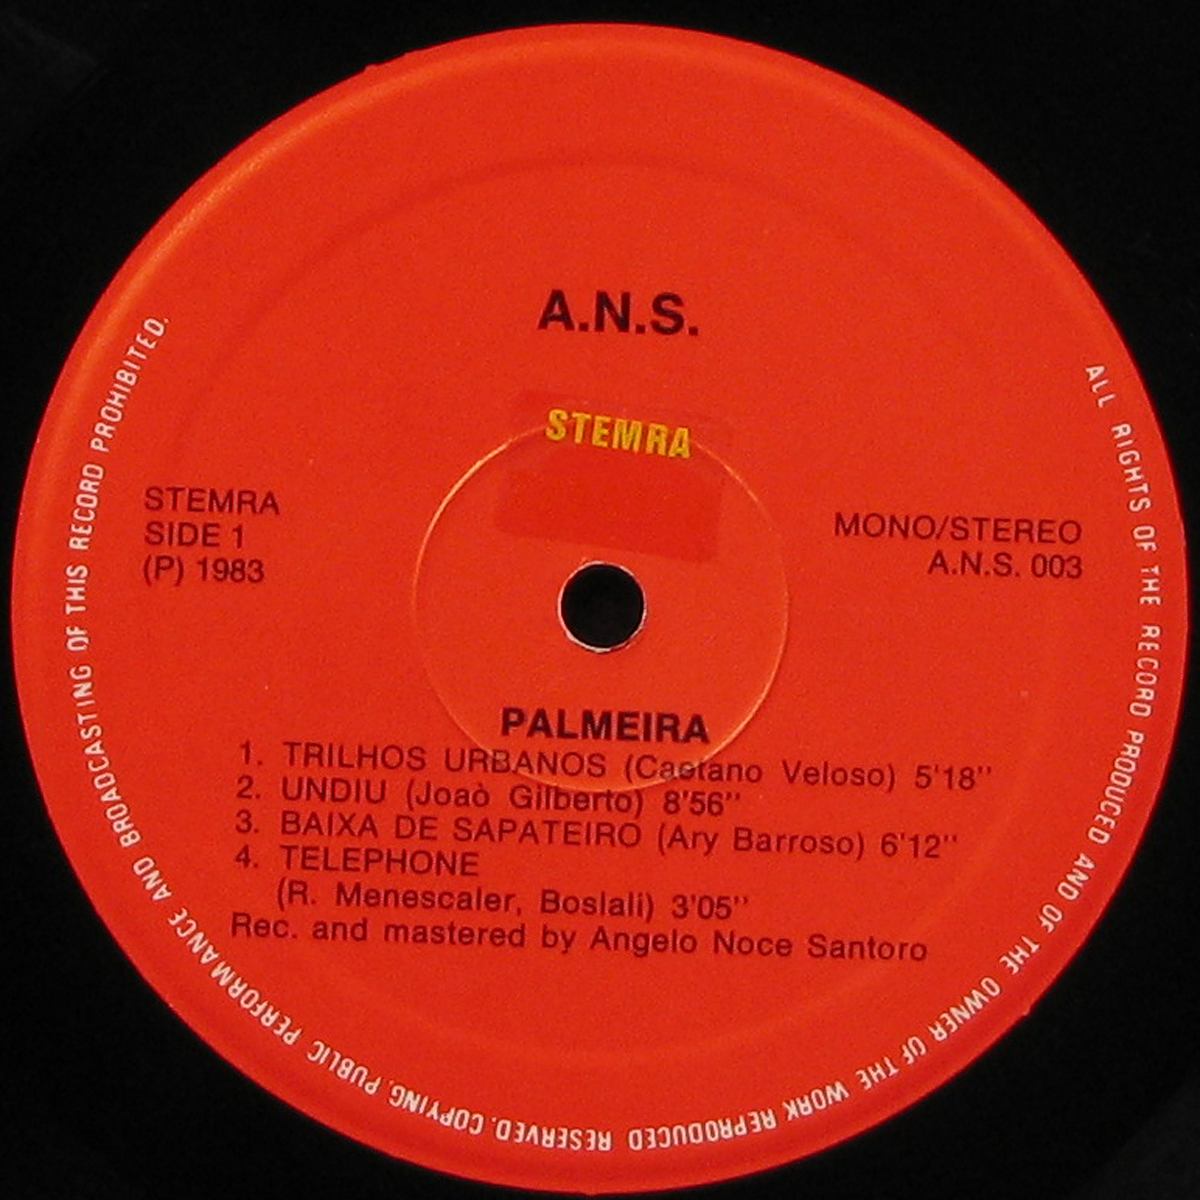 A.N.S.
STEMRA
STEMRA
SIDE 1
(P) 1983
MONO/STEREO
A.N.S. 003
PALMEIRA
1. TRILHOS URBANOS (Caetano Veloso) 5'18''
2. UNDIU (Joaò Gilberto) 8'56''
3. BAIXA DE SAPATEIRO (Ary Barroso) 6'12''
4. TELEPHONE
(R. Menescaler, Boslali) 3'05''
Rec. and mastered by Angelo Noce Santoro
ALL RIGHTS OF THE RECORD PRODUCED AND OF THE OWNER OF THE WORK REPRODUCED RESERVED. COPYING, PUBLIC PERFORMANCE AND BROADCASTING OF THIS RECORD PROHIBITED.